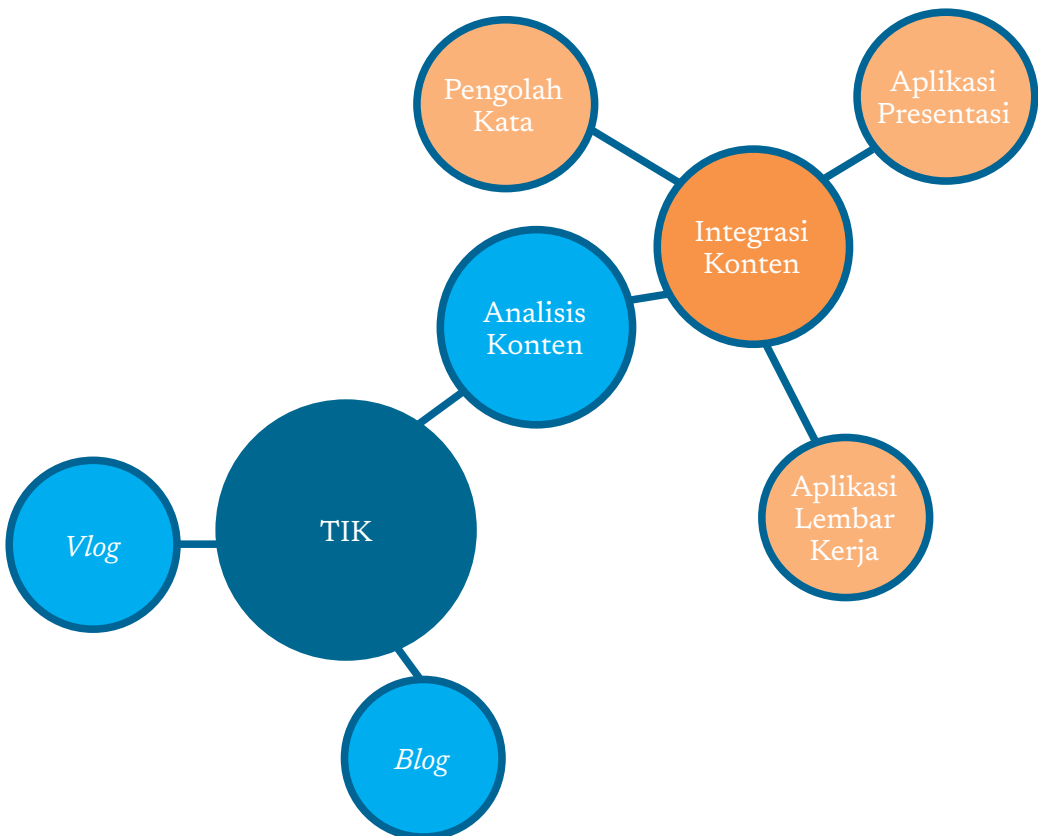 Pengolah
Kata
Aplikasi
Presentasi
Integrasi
Konten
Analisis
Konten
Aplikasi
Lembar
Kerja
TIK
Vlog
Blog